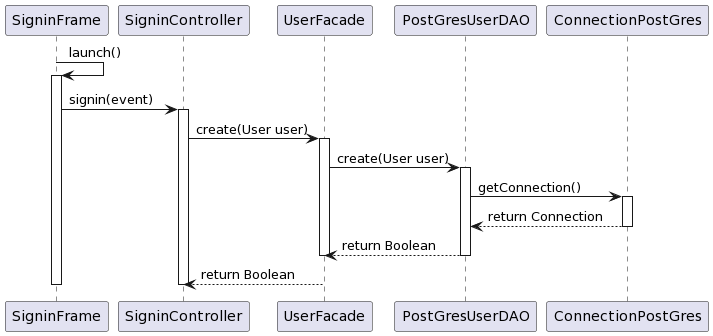 SigninFrame
SigninController
UserFacade
PostGresUserDAO
ConnectionPostGres
launch()
signin(event)
create(User user)
create(User user)
getConnection()
return Connection
return Boolean
return Boolean
SigninFrame
SigninController
UserFacade
PostGresUserDAO
ConnectionPostGres